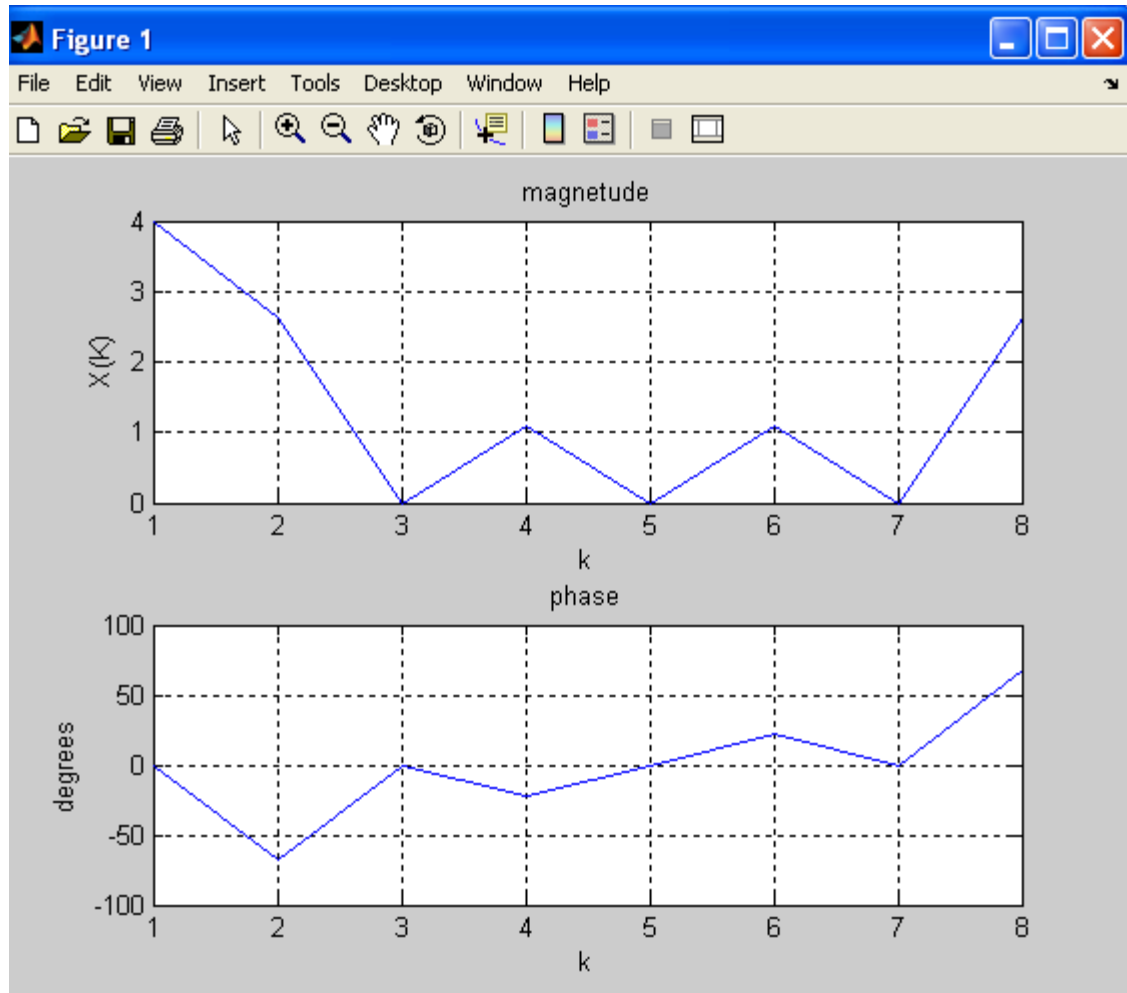 Figure 1
File Edit View Insert Tools Desktop Window Help
magnetude
4
3
2
1
0
X(K)
1 2 3 4 5 6 7 8
k
phase
100
50
0
-50
-100
degrees
1 2 3 4 5 6 7 8
k